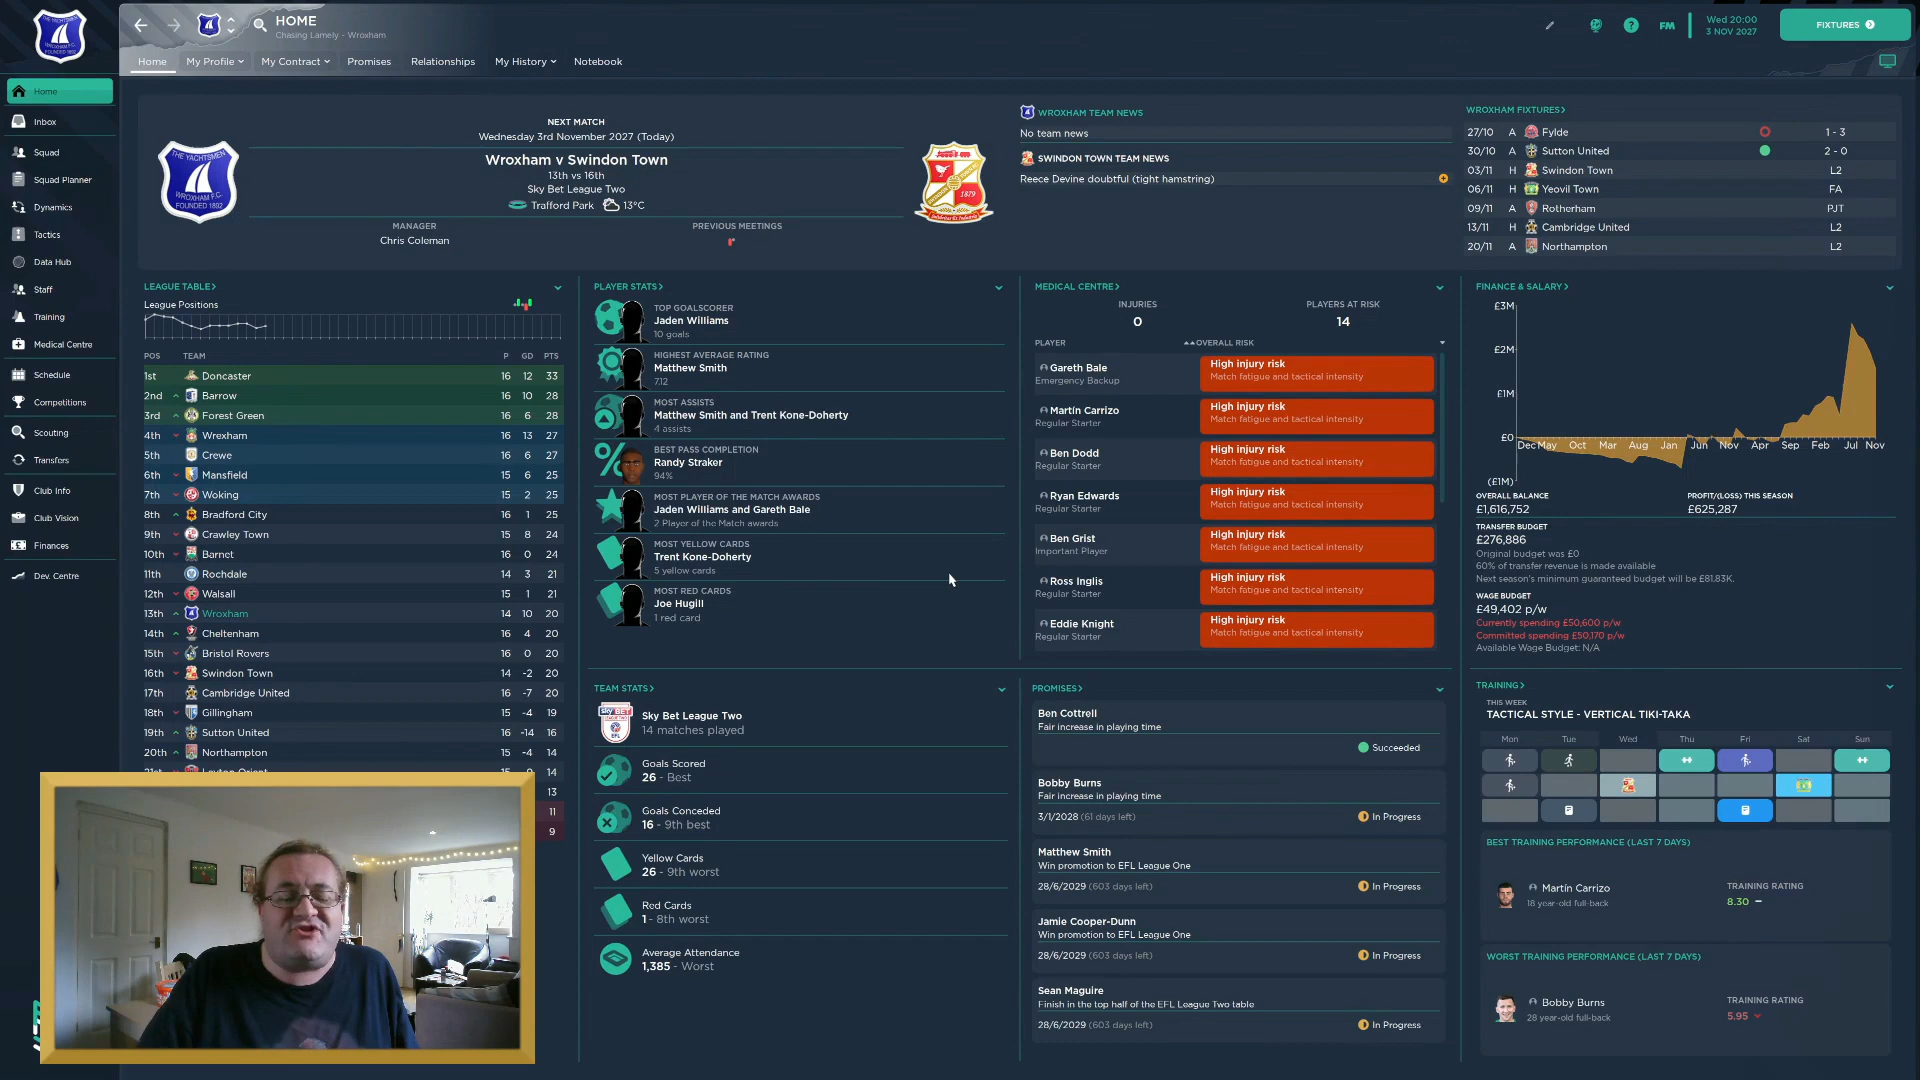 HOME
Chasing Lamely - Wroxham
FM
Wed 20:00
3 NOV 2027
FIXTURES
Home
My Profile
My Contract
Promises
Relationships
My History
Notebook
Home
Inbox
Squad
Squad Planner
Dynamics
Tactics
Data Hub
Staff
Training
Medical Centre
Schedule
Competitions
Scouting
Transfers
Club Info
Club Vision
Finances
Dev. Centre
NEXT MATCH
Wednesday 3rd November 2027 (Today)
Wroxham v Swindon Town
13th vs 16th
Sky Bet League Two
Trafford Park 13°C
MANAGER
Chris Coleman
PREVIOUS MEETINGS
WROXHAM TEAM NEWS
No team news
SWINDON TOWN TEAM NEWS
Reece Devine doubtful (tight hamstring)
WROXHAM FIXTURES>
27/10 A Fylde 1 - 3
30/10 A Sutton United 2 - 0
03/11 H Swindon Town L2
06/11 H Yeovil Town FA
09/11 A Rotherham PJT
13/11 H Cambridge United L2
20/11 A Northampton L2
LEAGUE TABLE>
League Positions
POS TEAM P GD PTS
1st Doncaster 16 12 33
2nd Barrow 16 10 28
3rd Forest Green 16 6 28
4th Wrexham 16 13 27
5th Crewe 16 6 27
6th Mansfield 15 6 25
7th Woking 15 2 25
8th Bradford City 16 1 25
9th Crawley Town 15 8 24
10th Barnet 16 0 24
11th Rochdale 14 3 21
12th Walsall 15 1 21
13th Wroxham 14 10 20
14th Cheltenham 16 4 20
15th Bristol Rovers 16 0 20
16th Swindon Town 14 -2 20
17th Cambridge United 16 -7 20
18th Gillingham 15 -4 19
19th Sutton United 16 -14 16
20th Northampton 15 -4 14
21st Leyton Orient 15 14
13
11
9
PLAYER STATS>
TOP GOALSCORER
Jaden Williams
10 goals
HIGHEST AVERAGE RATING
Matthew Smith
7.12
MOST ASSISTS
Matthew Smith and Trent Kone-Doherty
4 assists
BEST PASS COMPLETION
Randy Straker
94%
MOST PLAYER OF THE MATCH AWARDS
Jaden Williams and Gareth Bale
2 Player of the Match awards
MOST YELLOW CARDS
Trent Kone-Doherty
5 yellow cards
MOST RED CARDS
Joe Hugill
1 red card
MEDICAL CENTRE>
INJURIES
0
PLAYERS AT RISK
14
PLAYER OVERALL RISK
Gareth Bale
Emergency Backup
High injury risk
Match fatigue and tactical intensity
Martín Carrizo
Regular Starter
High injury risk
Match fatigue and tactical intensity
Ben Dodd
Regular Starter
High injury risk
Match fatigue and tactical intensity
Ryan Edwards
Regular Starter
High injury risk
Match fatigue and tactical intensity
Ben Grist
Important Player
High injury risk
Match fatigue and tactical intensity
Ross Inglis
Regular Starter
High injury risk
Match fatigue and tactical intensity
Eddie Knight
Regular Starter
High injury risk
Match fatigue and tactical intensity
FINANCE & SALARY>
£3M
£2M
£1M
£0
(£1M)
Dec May Oct Mar Aug Jan Jun Nov Apr Sep Feb Jul Nov
OVERALL BALANCE
£1,616,752
PROFIT/(LOSS) THIS SEASON
£625,287
TRANSFER BUDGET
£276,886
Original budget was £0
60% of transfer revenue is made available
Next season's minimum guaranteed budget will be £81.83K.
WAGE BUDGET
£49,402 p/w
Currently spending £50,600 p/w
Committed spending £50,170 p/w
Available Wage Budget: N/A
TEAM STATS>
Sky Bet League Two
14 matches played
Goals Scored
26 - Best
Goals Conceded
16 - 9th best
Yellow Cards
26 - 9th worst
Red Cards
1 - 8th worst
Average Attendance
1,385 - Worst
PROMISES>
Ben Cottrell
Fair increase in playing time
Succeeded
Bobby Burns
Fair increase in playing time
3/1/2028 (61 days left) In Progress
Matthew Smith
Win promotion to EFL League One
28/6/2029 (603 days left) In Progress
Jamie Cooper-Dunn
Win promotion to EFL League One
28/6/2029 (603 days left) In Progress
Sean Maguire
Finish in the top half of the EFL League Two table
28/6/2029 (603 days left) In Progress
TRAINING>
THIS WEEK
TACTICAL STYLE - VERTICAL TIKI-TAKA
Mon Tue Wed Thu Fri Sat Sun
BEST TRAINING PERFORMANCE (LAST 7 DAYS)
Martín Carrizo
18 year-old full-back
TRAINING RATING
8.30
WORST TRAINING PERFORMANCE (LAST 7 DAYS)
Bobby Burns
28 year-old full-back
TRAINING RATING
5.95